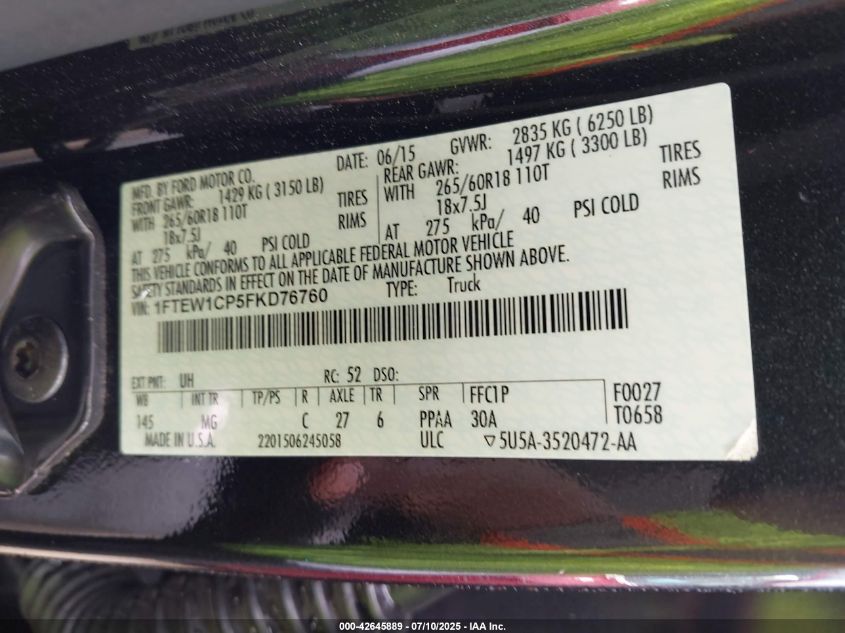 MFD. BY FORD MOTOR CO. DATE: 06/15 GVWR: 2835 KG ( 6250 LB)
FRONT GAWR: 1429 KG ( 3150 LB) REAR GAWR: 1497 KG ( 3300 LB)
WITH 265/60R18 110T TIRES WITH 265/60R18 110T TIRES
18x7.5J RIMS 18x7.5J RIMS
AT 275 kPa/ 40 PSI COLD AT 275 kPa/ 40 PSI COLD
THIS VEHICLE CONFORMS TO ALL APPLICABLE FEDERAL MOTOR VEHICLE
SAFETY STANDARDS IN EFFECT ON THE DATE OF MANUFACTURE SHOWN ABOVE.
VIN: 1FTEW1CP5FKD76760 TYPE: Truck
EXT PNT: UH RC: 52 DSO:
WB INT TR TP/PS R AXLE TR SPR FFC1P F0027
145 MG C 27 6 PPAA 30A T0658
MADE IN U.S.A. 2201506245058 ULC ▽5U5A-3520472-AA
000-42645889 - 07/10/2025 - IAA Inc.